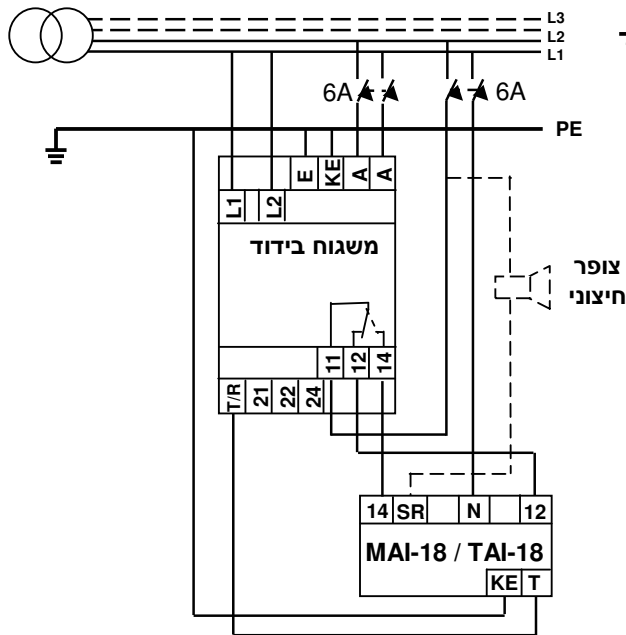 L3
L2
L1
6A
6A
PE
E KE A A
L1 L2
משגוח בידוד
צופר
חיצוני
11 12 14
T/R 21 22 24
14 SR N 12
MAI-18 / TAI-18
KE T